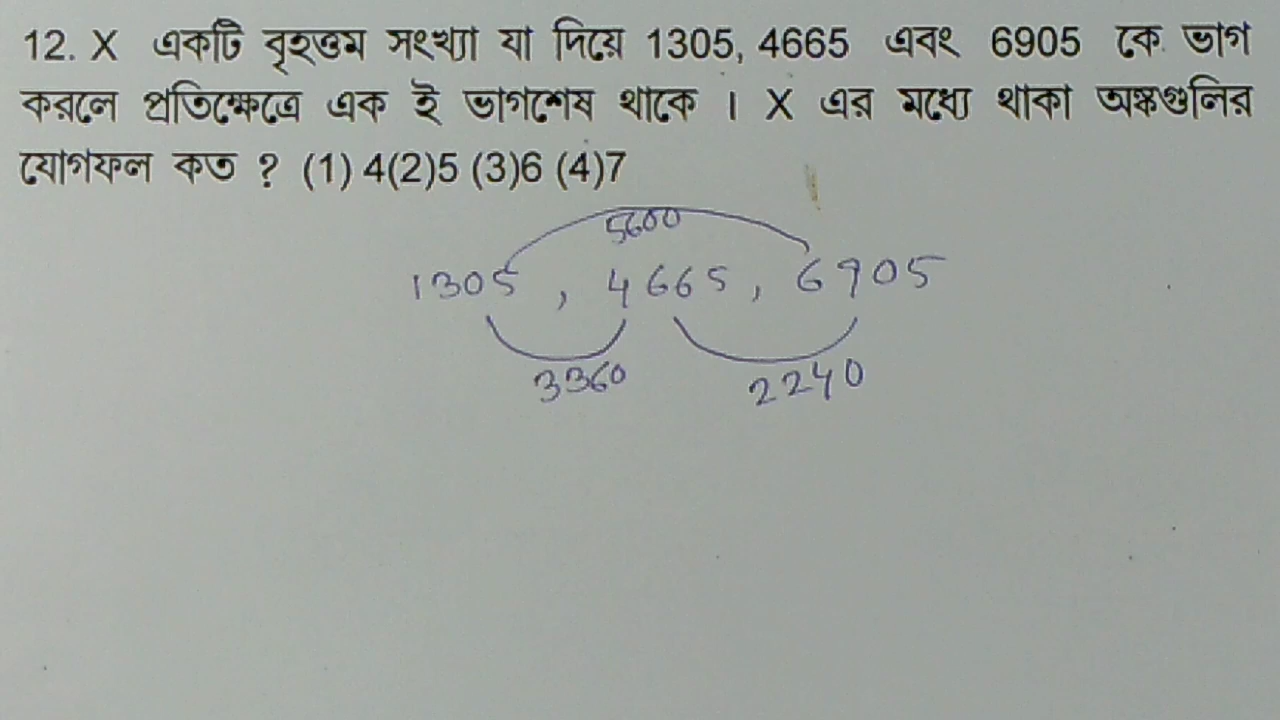 12. X একটি বৃহত্তম সংখ্যা যা দিয়ে 1305, 4665 এবং 6905 কে ভাগ
করলে প্রতিক্ষেত্রে এক ই ভাগশেষ থাকে । X এর মধ্যে থাকা অঙ্কগুলির
যোগফল কত ? (1) 4(2)5 (3)6 (4)7
5600
1305 , 4665 , 6905
3360 2240